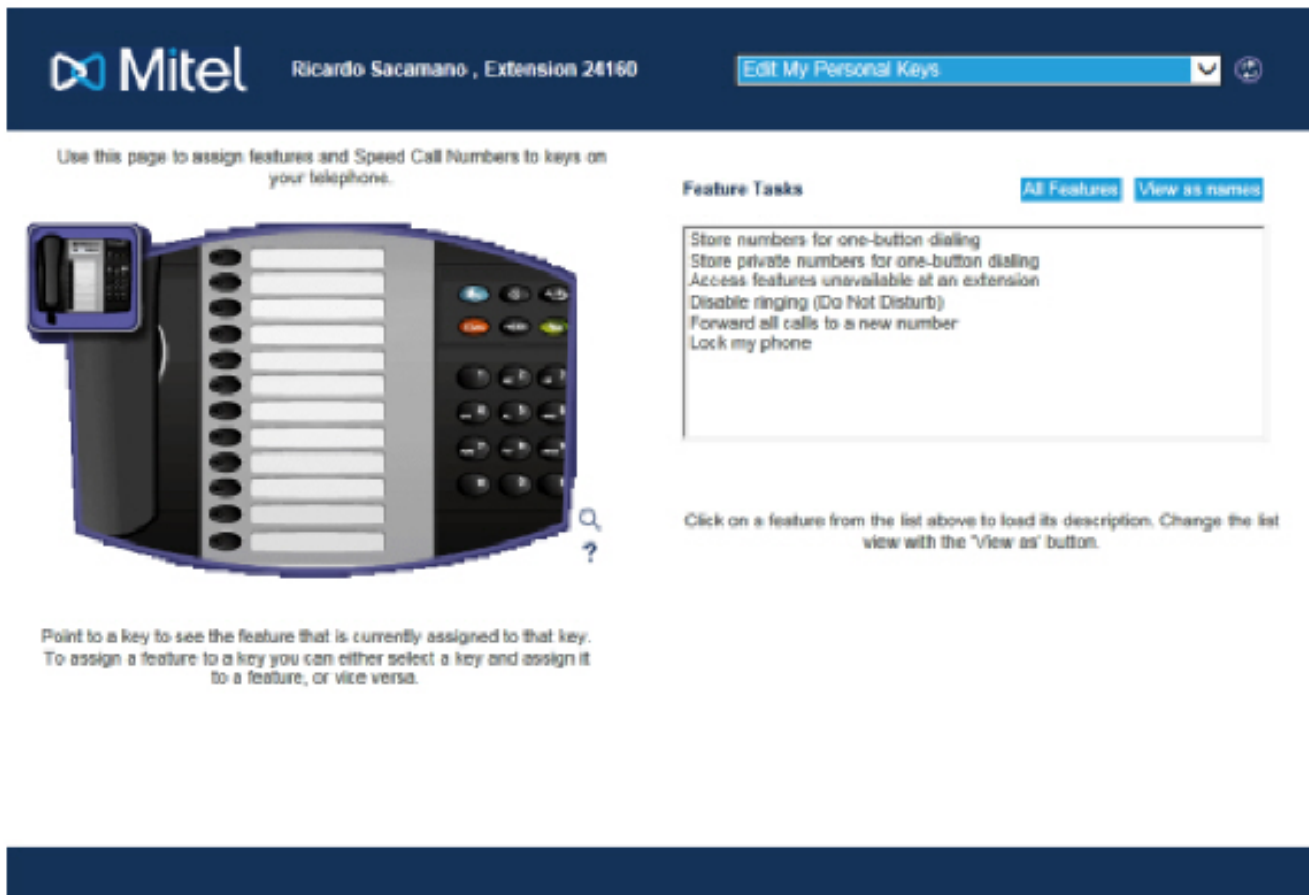 Mitel
Ricardo Sacamano , Extension 24160
Edit My Personal Keys
Use this page to assign features and Speed Call Numbers to keys on
your telephone.
Feature Tasks
All Features
View as names
Store numbers for one-button dialing
Store private numbers for one-button dialing
Access features unavailable at an extension
Disable ringing (Do Not Disturb)
Forward all calls to a new number
Lock my phone
?
Click on a feature from the list above to load its description. Change the list
view with the 'View as' button.
Point to a key to see the feature that is currently assigned to that key.
To assign a feature to a key you can either select a key and assign it
to a feature, or vice versa.